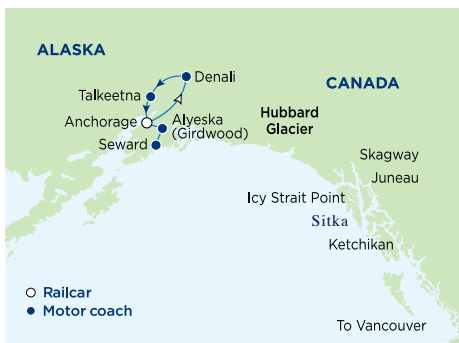 ALASKA
Denali
CANADA
Talkeetna
Anchorage
Alyeska
(Girdwood)
Hubbard
Glacier
Seward
Skagway
Juneau
Icy Strait Point
Sitka
Ketchikan
Railcar
Motor coach
To Vancouver